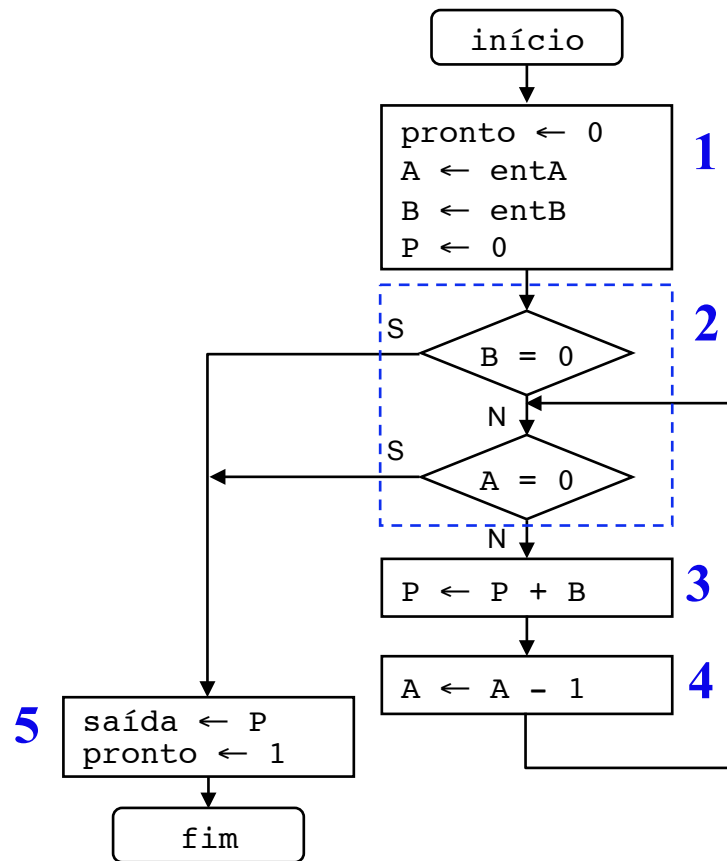 início
pronto ← 0
A ← entA
B ← entB
P ← 0
1
2
S
B = 0
N
S
A = 0
N
P ← P + B
3
A ← A - 1
4
5
saída ← P
pronto ← 1
fim